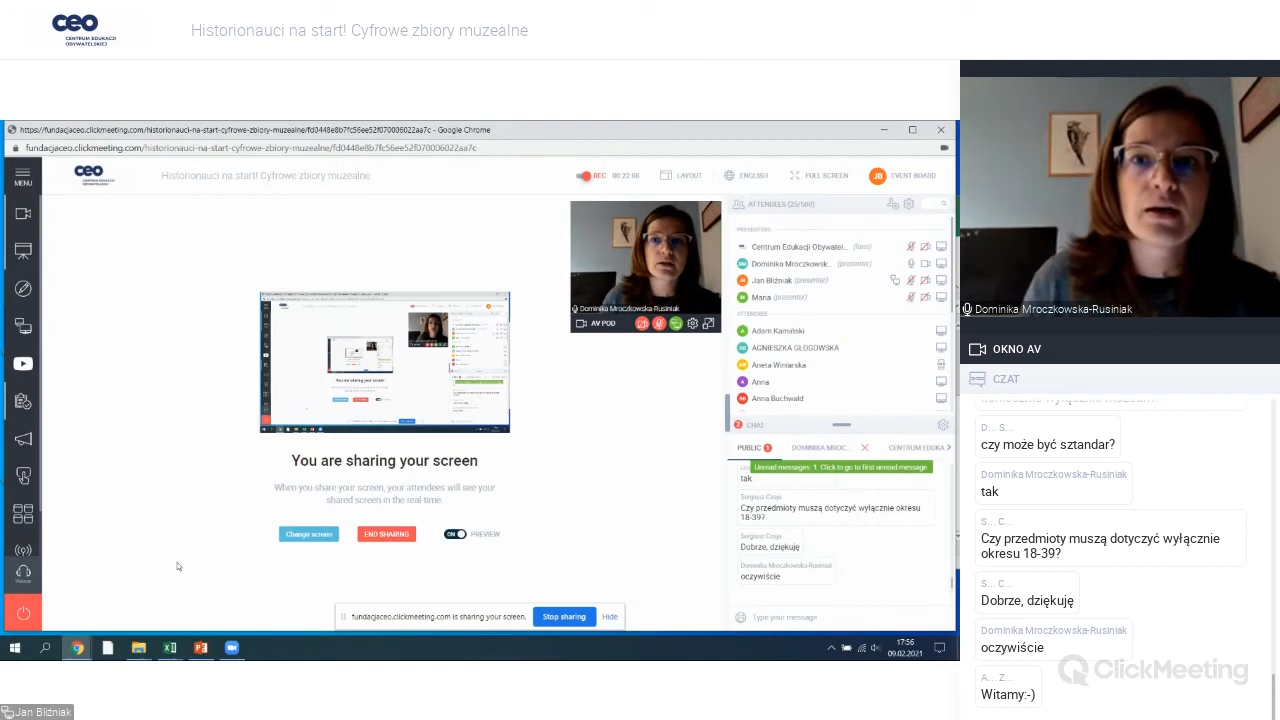 ceo
CENTRUM EDUKACJI
OBYWATELSKIEJ
Historionauci na start! Cyfrowe zbiory muzealne
https://fundacjaceo.clickmeeting.com/historionauci-na-start-cyfrowe-zbiory-muzealne/fd0448e8b7fc56ee52f070006022aa7c - Google Chrome
fundacjaceo.clickmeeting.com/historionauci-na-start-cyfrowe-zbiory-muzealne/fd0448e8b7fc56ee52f070006022aa7c
MENU
ceo
Historionauci na start! Cyfrowe zbiory muzealne
REC 00:22:08
LAYOUT
ENGLISH
FULL SCREEN
JB EVENT BOARD
ATTENDEES (25/500)
PRESENTERS
Centrum Edukacji Obywatel... (host)
Dominika Mroczkowsk... (presenter)
Jan Bliźniak (presenter)
Maria (presenter)
ATTENDEES
Adam Kamiński
AGNIESZKA GŁOGOWSKA
Aneta Winiarska
Anna
Anna Buchwald
Dominika Mroczkowska-Rusiniak
AV POD
You are sharing your screen
When you share your screen, your attendees will see your
shared screen in the real-time.
Change screen
END SHARING
ON PREVIEW
2 CHAT
PUBLIC 1
DOMINIKA MROC...
CENTRUM EDUKA
Unread messages: 1. Click to go to first unread message
tak
Sergiusz Czaja
Czy przedmioty muszą dotyczyć wyłącznie okresu
18-39?
Sergiusz Czaja
Dobrze, dziękuję
Dominika Mroczkowska-Rusiniak
oczywiście
Type your message
fundacjaceo.clickmeeting.com is sharing your screen.
Stop sharing
Hide
17:56
09.02.2021
Jan Bliźniak
Dominika Mroczkowska-Rusiniak
OKNO AV
CZAT
D... S...
czy może być sztandar?
Dominika Mroczkowska-Rusiniak
tak
S... C...
Czy przedmioty muszą dotyczyć wyłącznie
okresu 18-39?
S... C...
Dobrze, dziękuję
Dominika Mroczkowska-Rusiniak
oczywiście
A... Z...
Witamy:-)
ClickMeeting